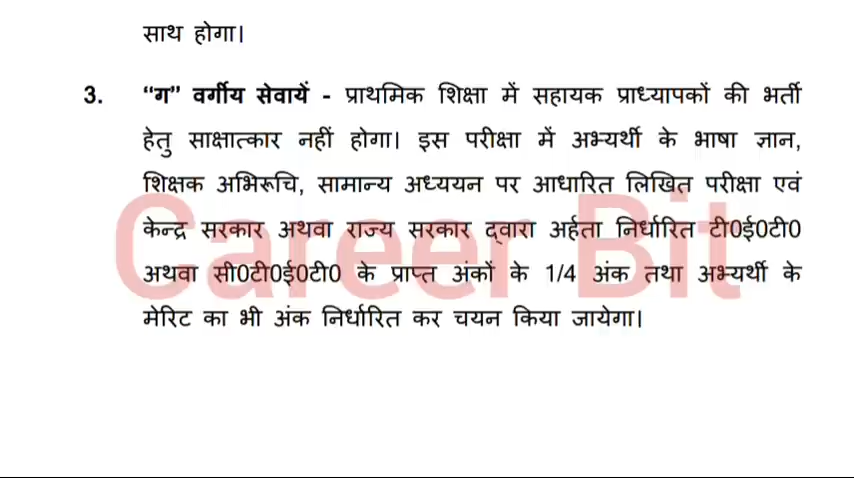 साथ होगा।
3. “ग” वर्गीय सेवायें - प्राथमिक शिक्षा में सहायक प्राध्यापकों की भर्ती
हेतु साक्षात्कार नहीं होगा। इस परीक्षा में अभ्यर्थी के भाषा ज्ञान,
शिक्षक अभिरूचि, सामान्य अध्ययन पर आधारित लिखित परीक्षा एवं
केन्द्र सरकार अथवा राज्य सरकार द्वारा अर्हता निर्धारित टी0ई0टी0
अथवा सी0टी0ई0टी0 के प्राप्त अंकों के 1/4 अंक तथा अभ्यर्थी के
मेरिट का भी अंक निर्धारित कर चयन किया जायेगा।
Career Bit